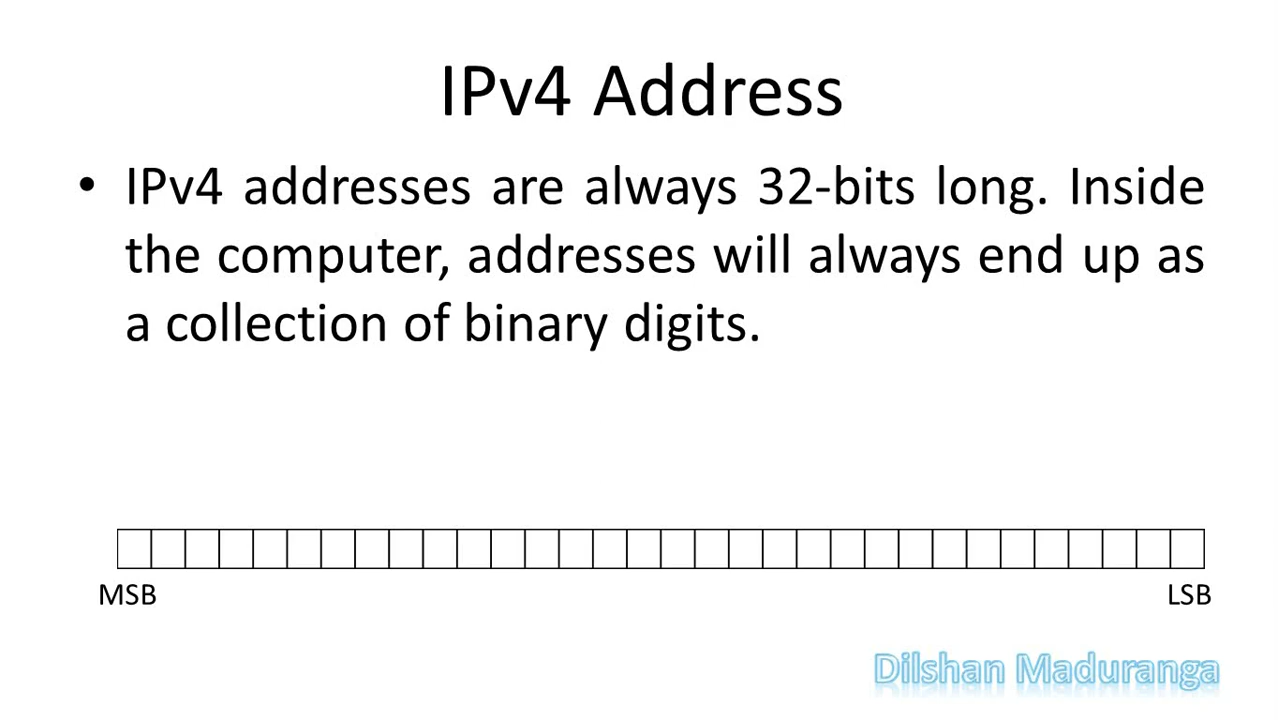 IPv4 Address
• IPv4 addresses are always 32-bits long. Inside
the computer, addresses will always end up as
a collection of binary digits.
MSB
LSB
Dilshan Maduranga